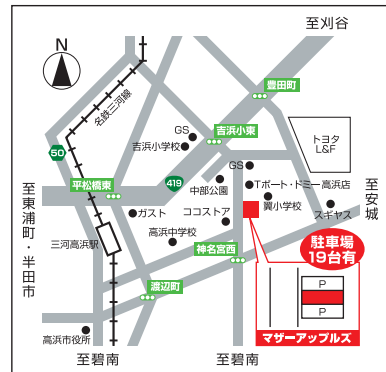 至刈谷
N
名鉄三河線
豊田町
GS
吉浜小東
吉浜小学校
トヨタ
L&F
50
GS
419
中部公園
Tポート・ドミー高浜店
平松橋東
至安城
ガスト
ココストア
翼小学校
スギヤス
至東浦町・半田市
三河高浜駅
高浜中学校
駐車場
19台有
神名宮西
渡辺町
P
P
高浜市役所
マザーアップルズ
至碧南
至碧南